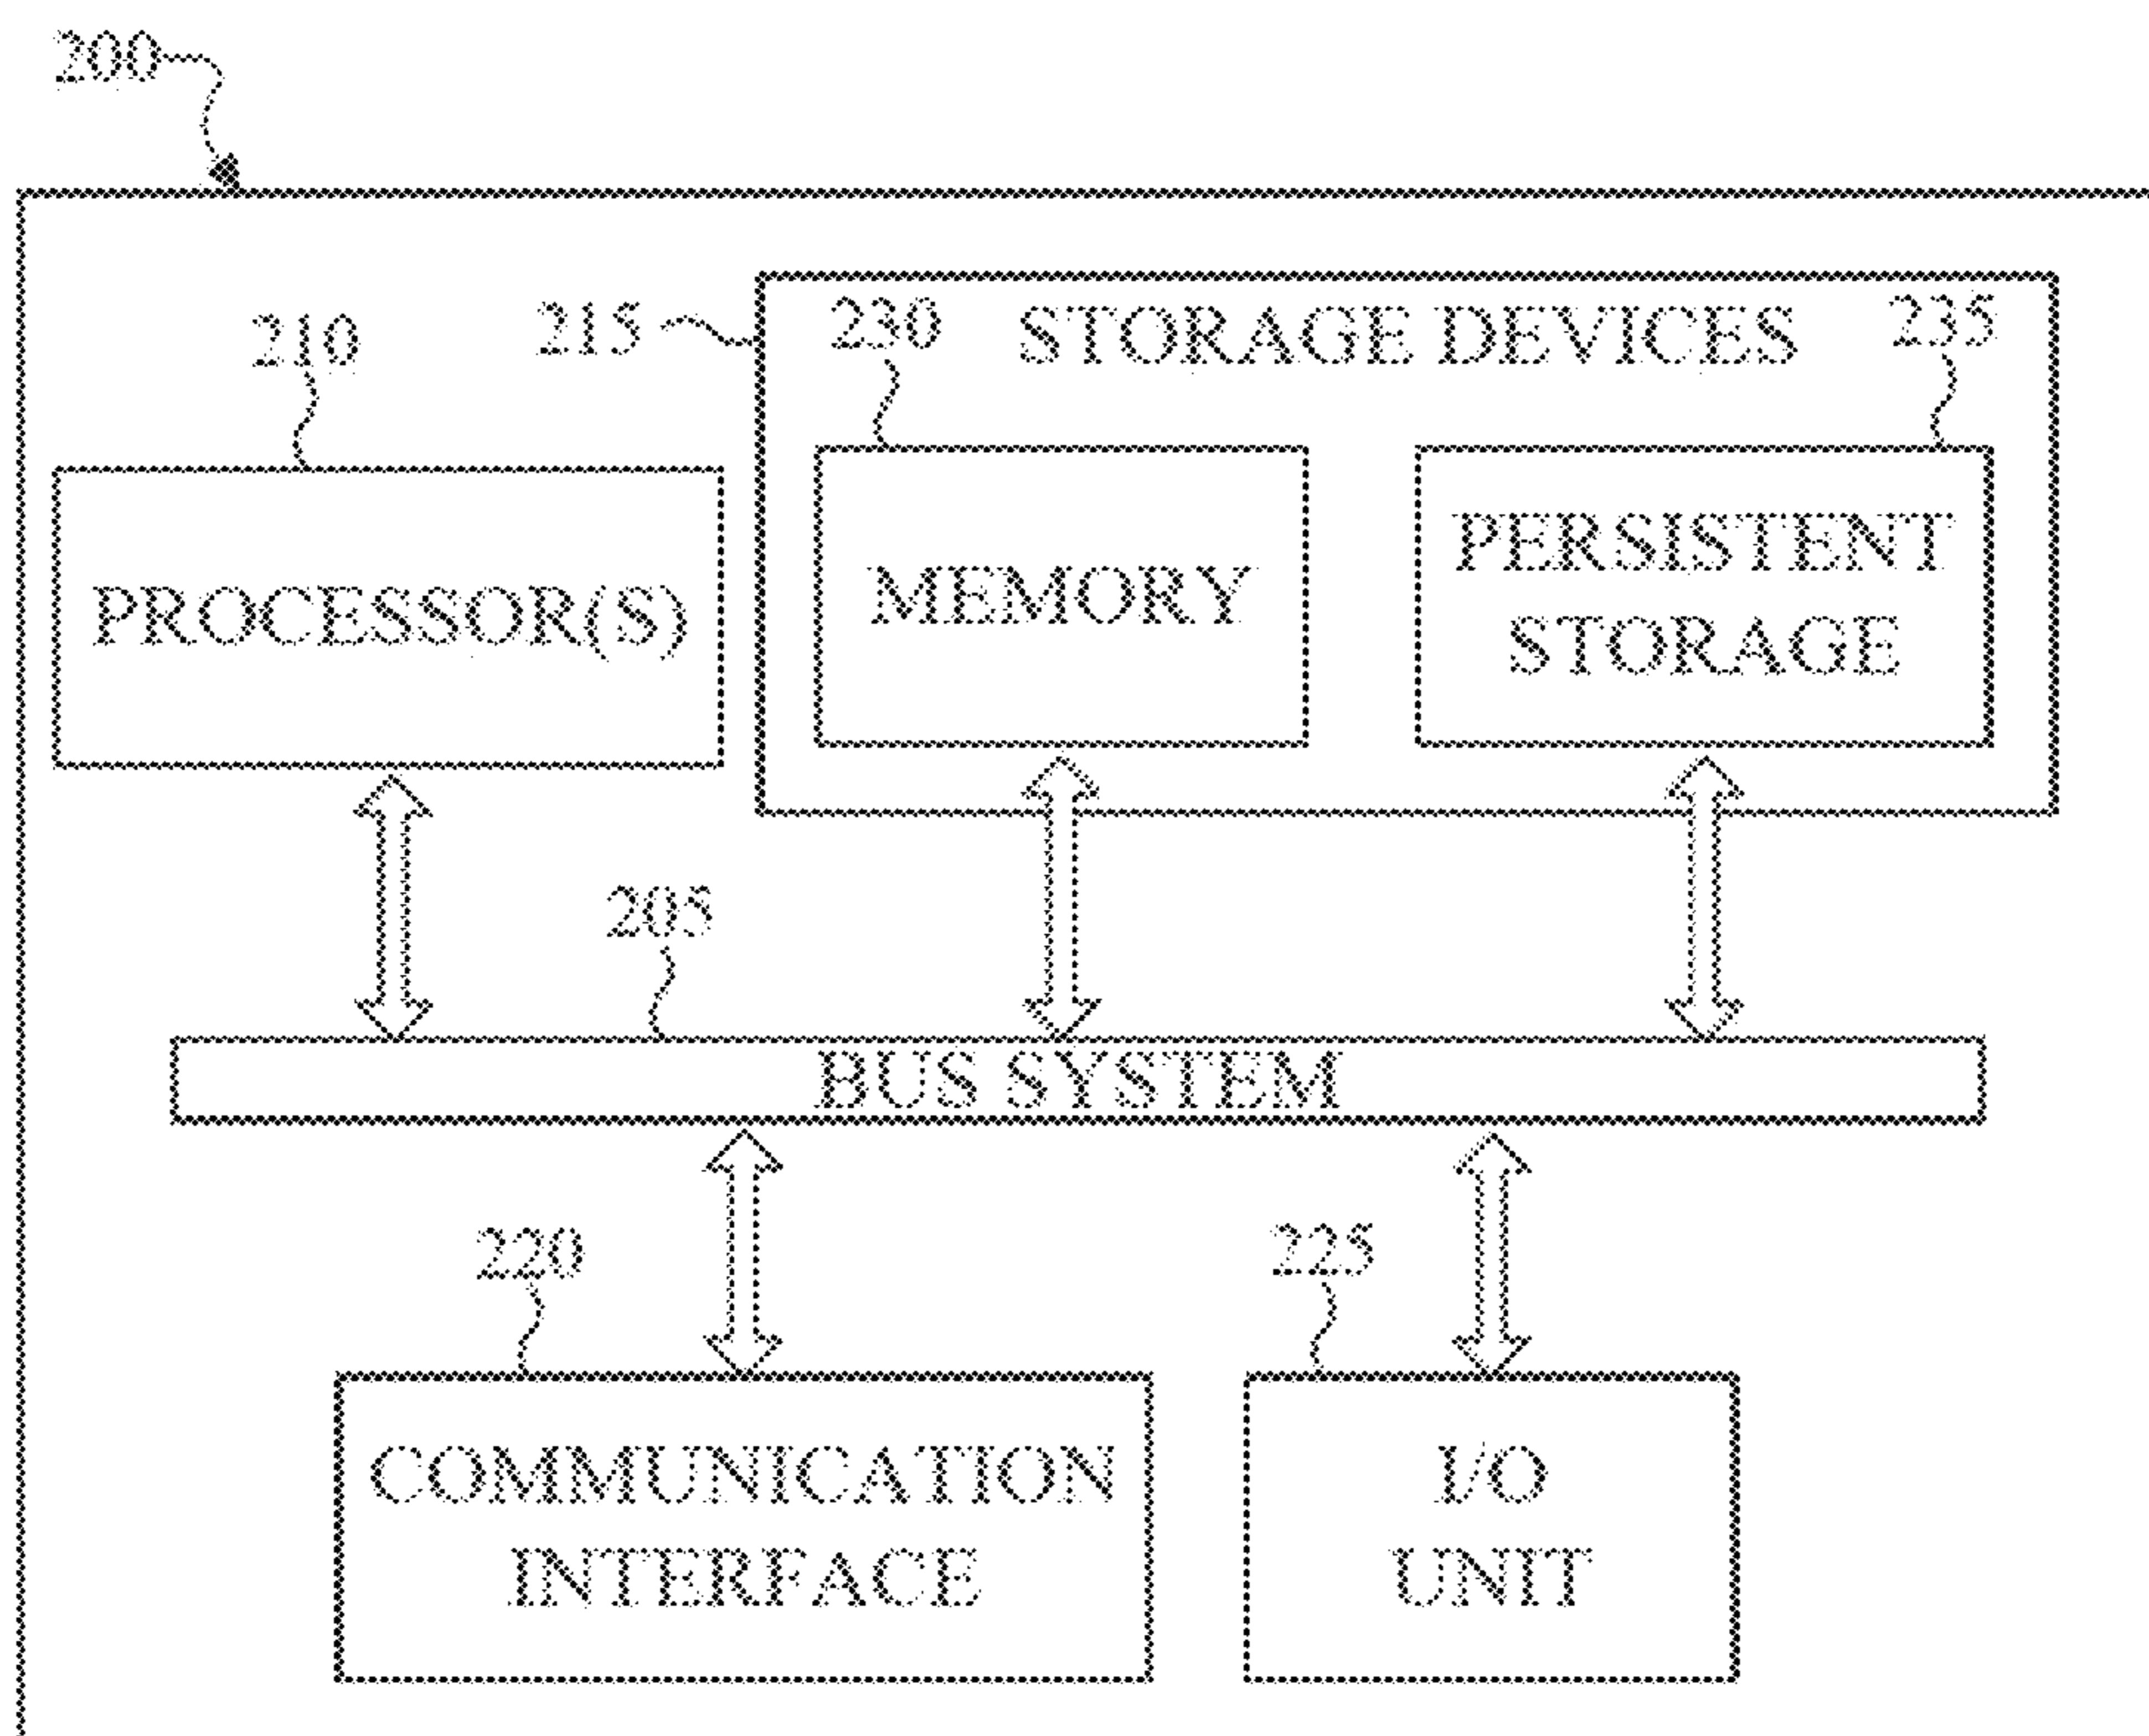 200
210
215
230
STORAGE DEVICES
235
PROCESSOR(S)
MEMORY
PERSISTENT
STORAGE
205
BUS SYSTEM
220
225
COMMUNICATION
INTERFACE
I/O
UNIT